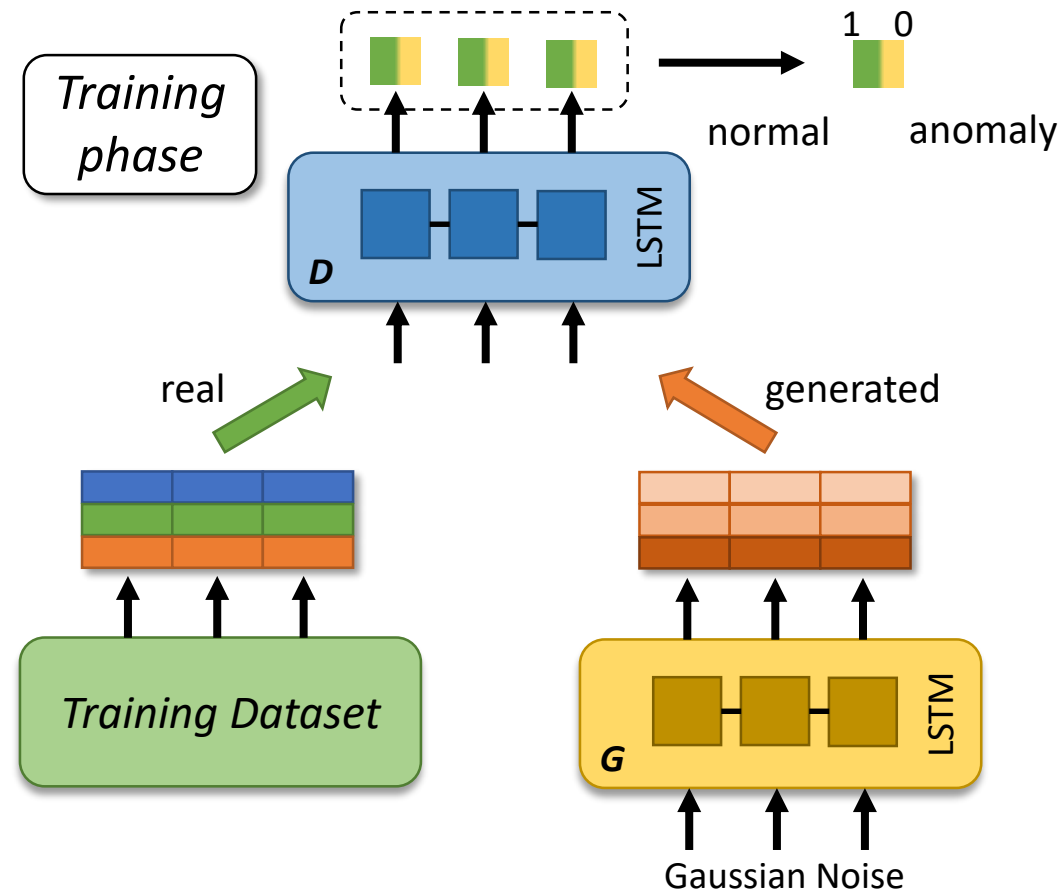 1 0
Training
phase
normal anomaly
LSTM
D
real
generated
Training Dataset
LSTM
G
Gaussian Noise